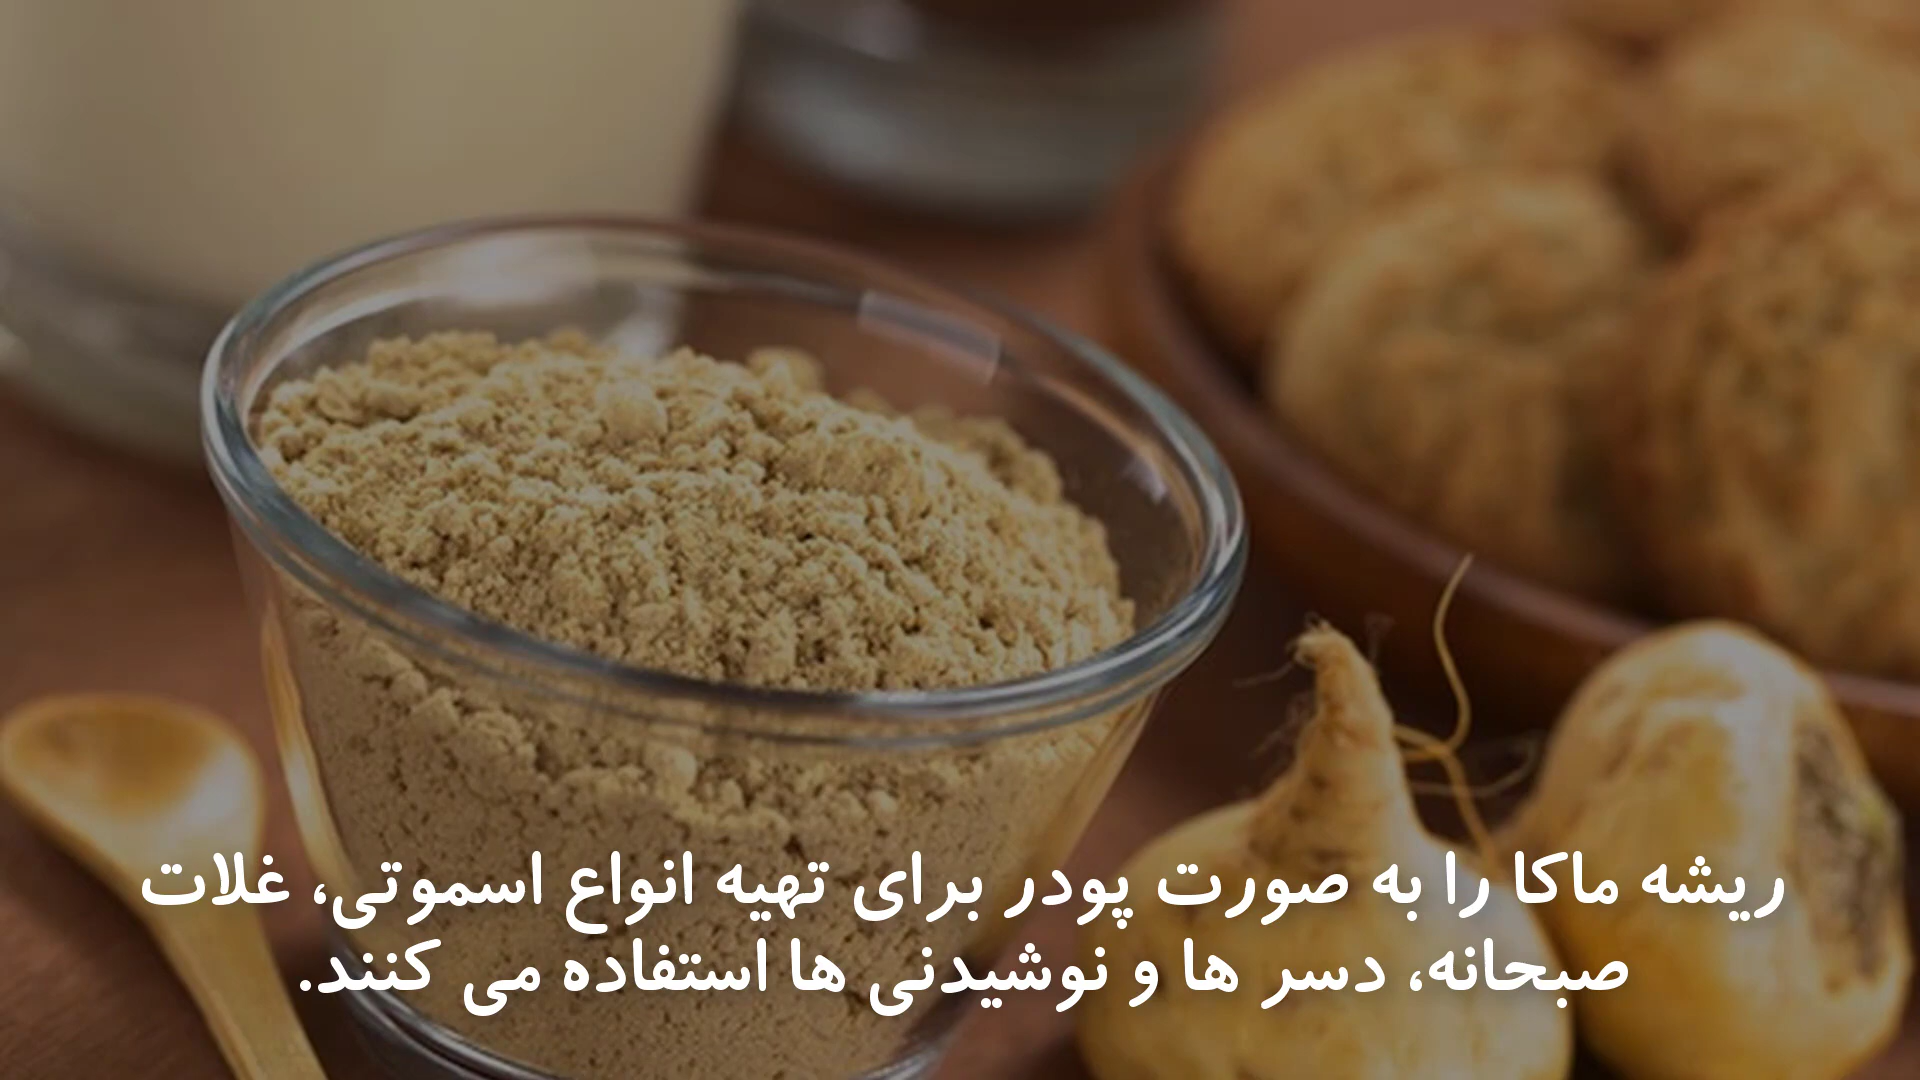 ریشه ماکا را به صورت پودر برای تهیه انواع اسموتی، غلات
صبحانه، دسر ها و نوشیدنی ها استفاده می کنند.